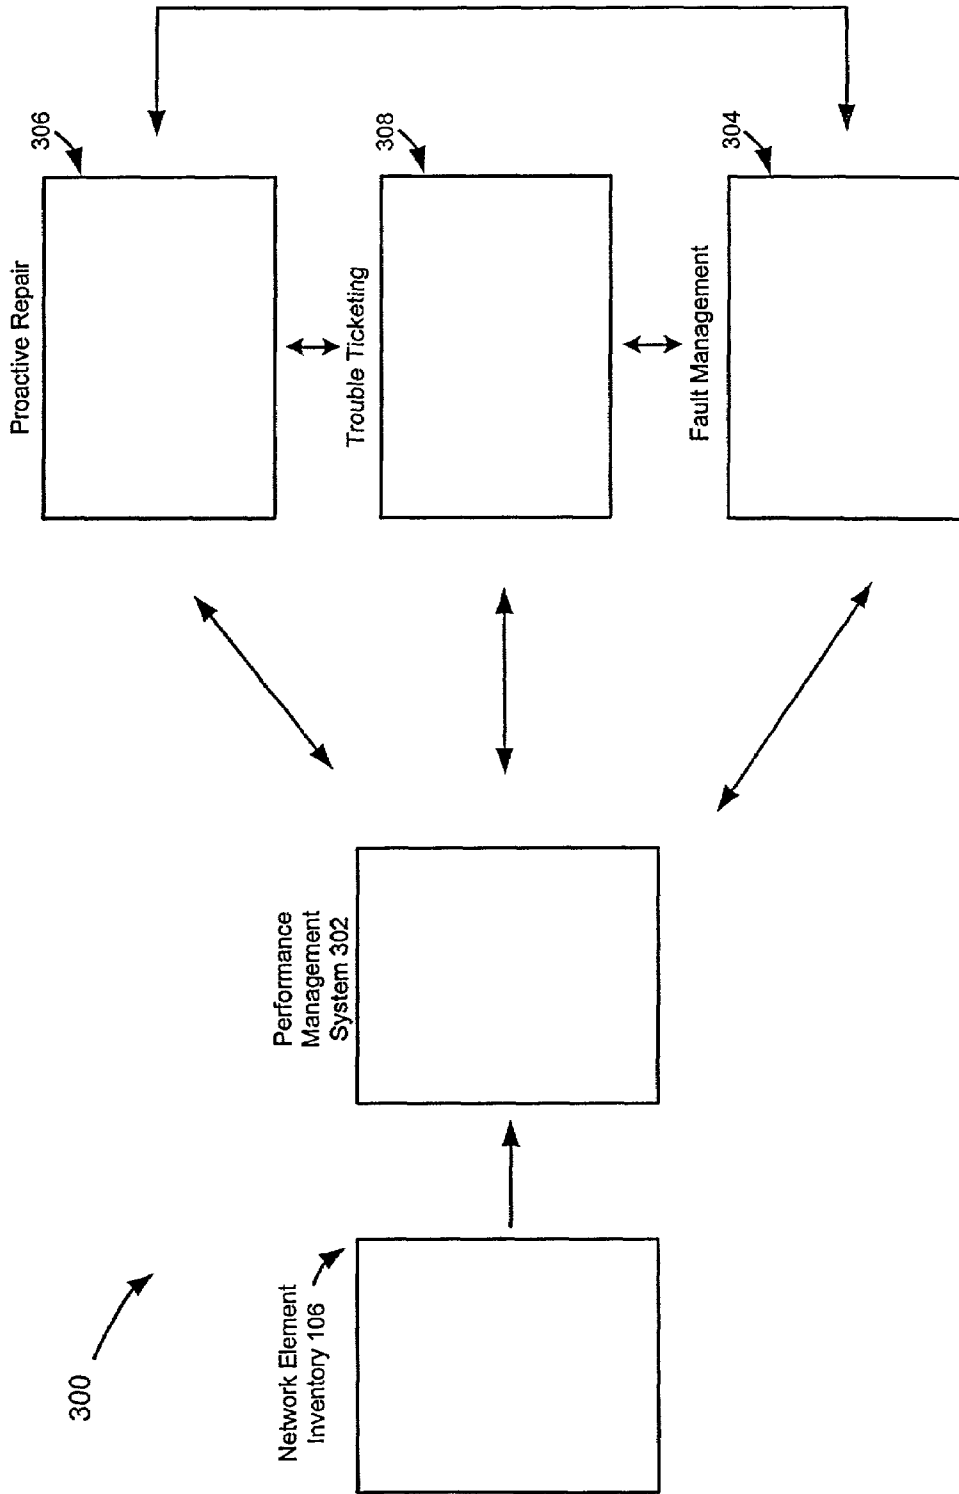 300
Network Element
Inventory 106
Performance
Management
System 302
Proactive Repair
306
Trouble Ticketing
308
Fault Management
304